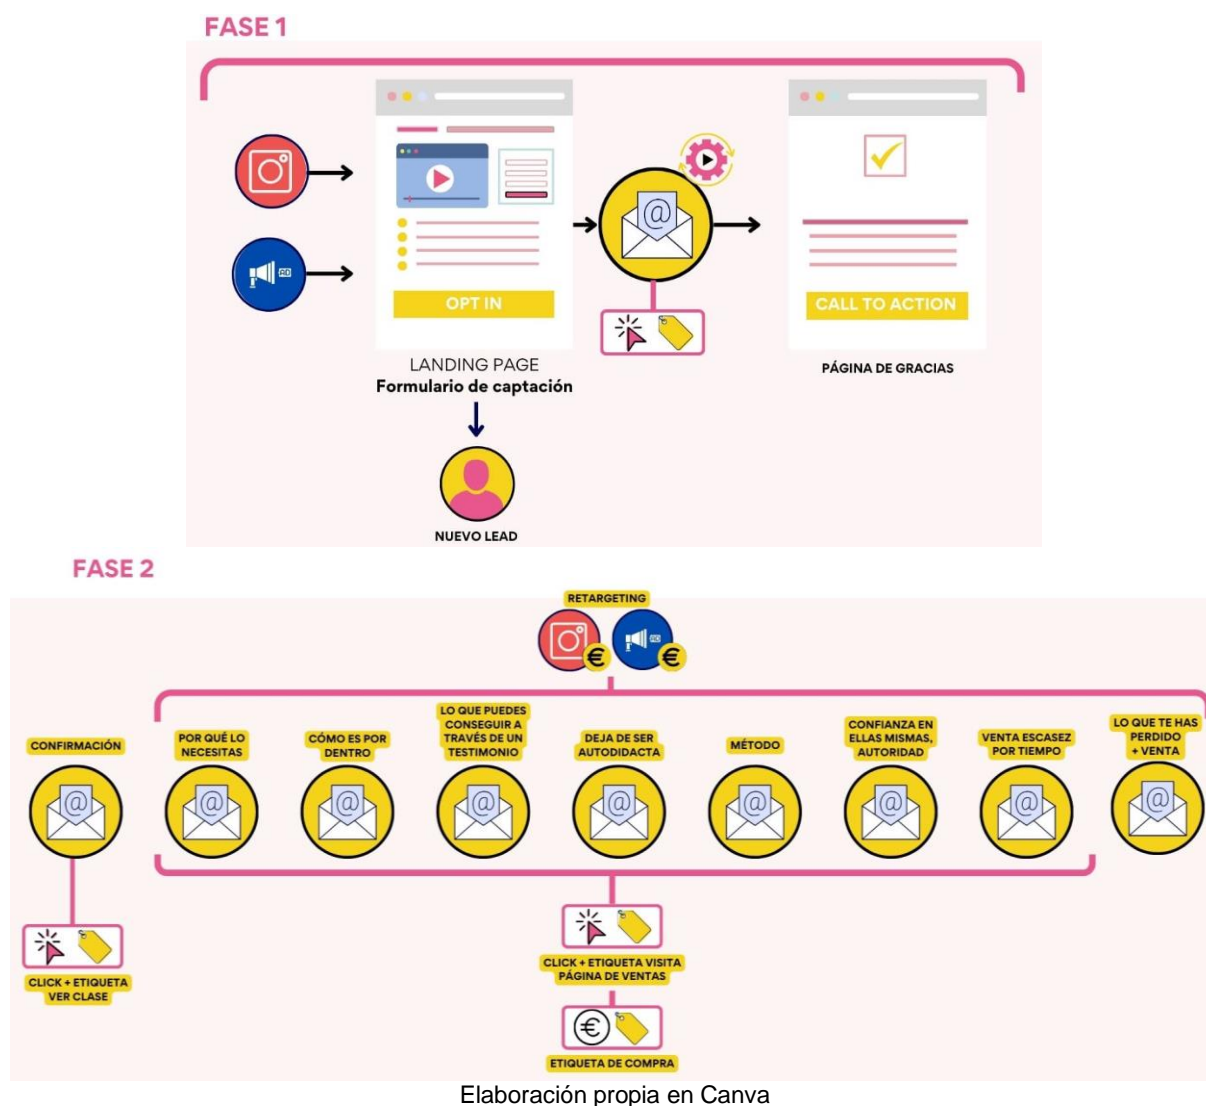 FASE 1
AD
OPT IN
CALL TO ACTION
LANDING PAGE
Formulario de captación
PÁGINA DE GRACIAS
NUEVO LEAD
FASE 2
RETARGETING
AD
CONFIRMACIÓN
POR QUÉ LO
NECESITAS
CÓMO ES POR
DENTRO
LO QUE PUEDES
CONSEGUIR A
TRAVÉS DE UN
TESTIMONIO
DEJA DE SER
AUTODIDACTA
MÉTODO
CONFIANZA EN
ELLAS MISMAS,
AUTORIDAD
VENTA ESCASEZ
POR TIEMPO
LO QUE TE HAS
PERDIDO
+ VENTA
CLICK + ETIQUETA
VER CLASE
CLICK + ETIQUETA VISITA
PÁGINA DE VENTAS
ETIQUETA DE COMPRA
Elaboración propia en Canva